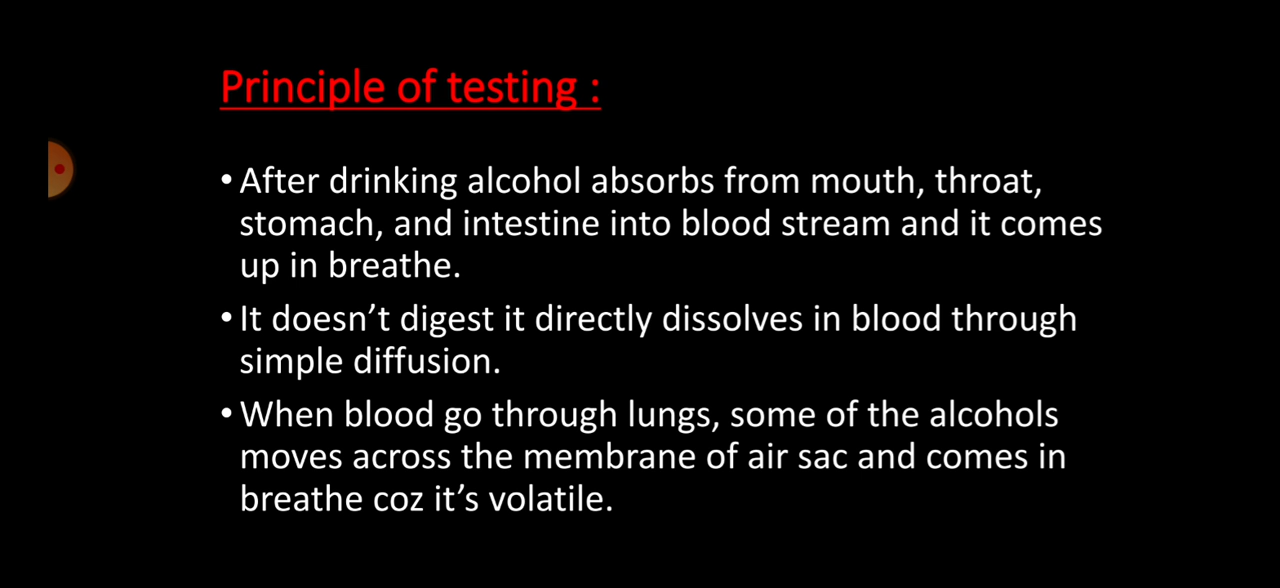 Principle of testing :
• After drinking alcohol absorbs from mouth, throat,
stomach, and intestine into blood stream and it comes
up in breathe.
• It doesn’t digest it directly dissolves in blood through
simple diffusion.
• When blood go through lungs, some of the alcohols
moves across the membrane of air sac and comes in
breathe coz it’s volatile.